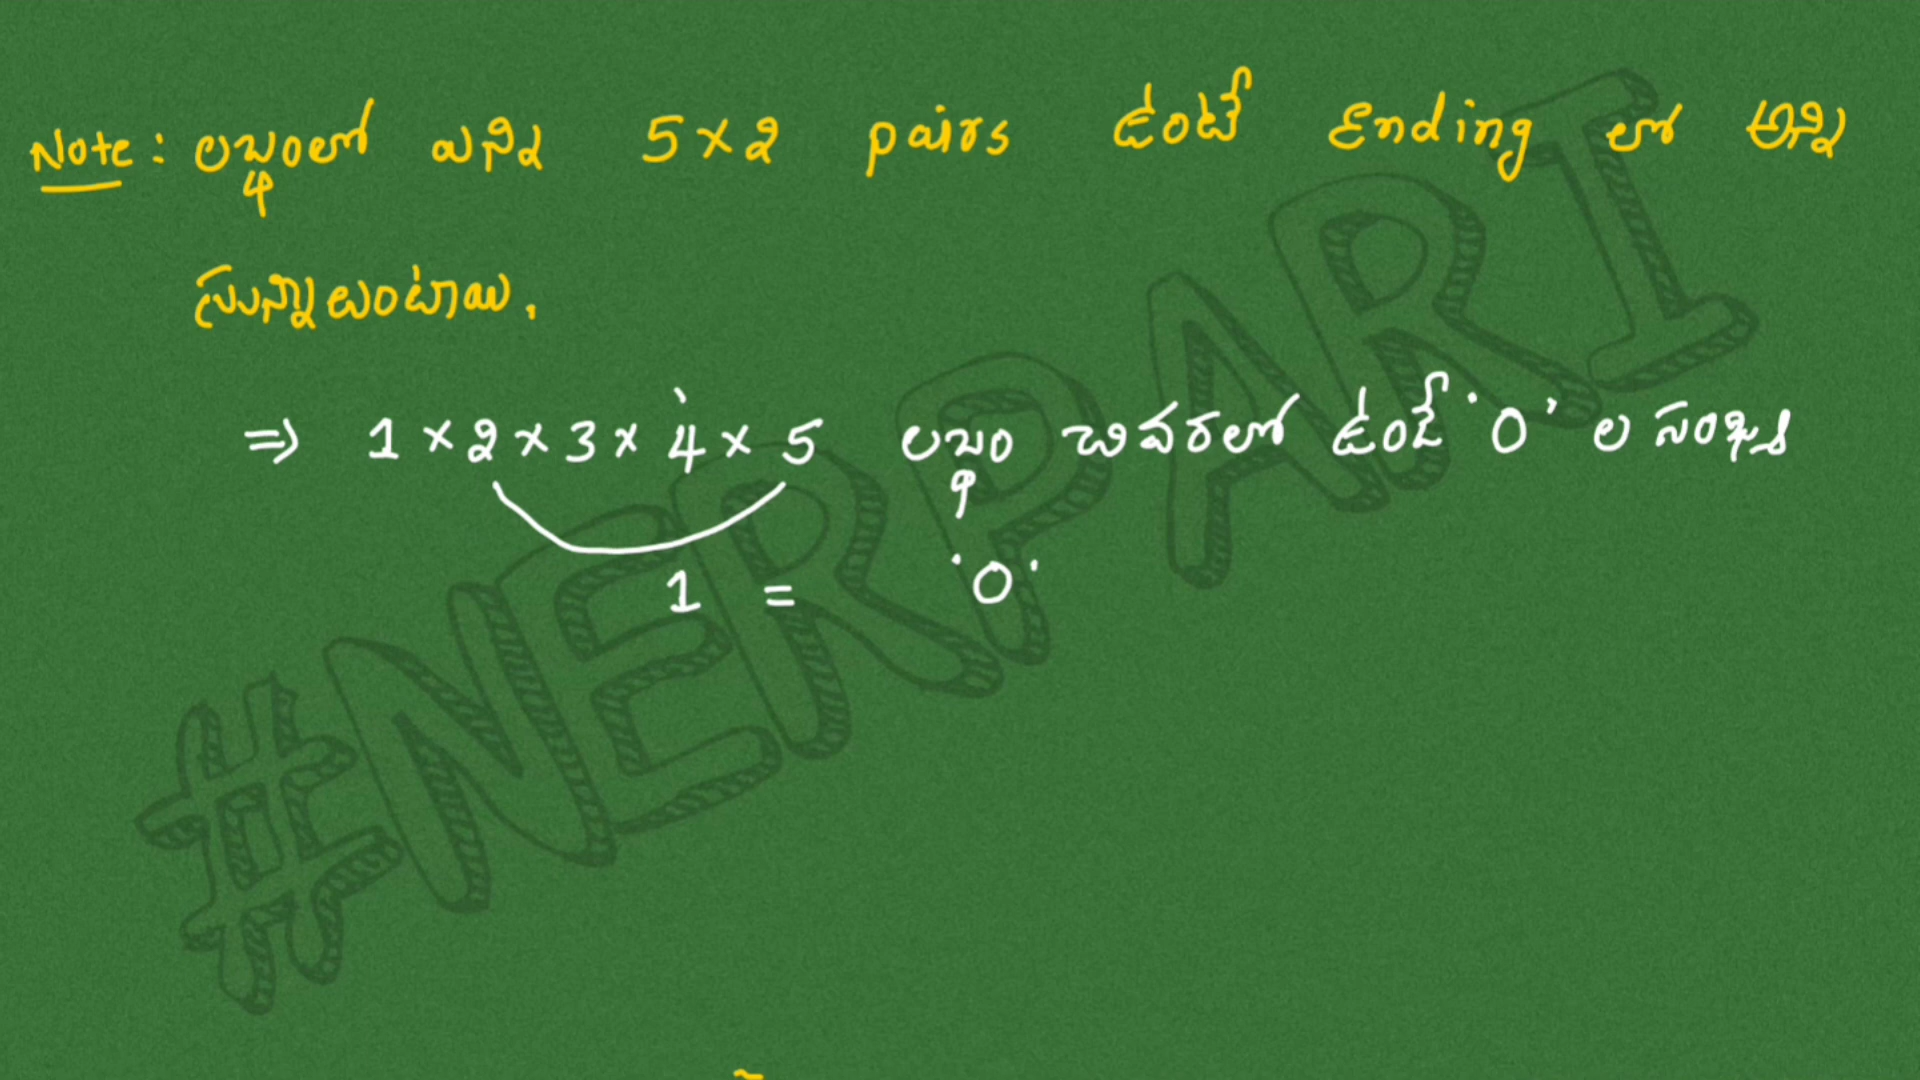 Note: లబ్ధంలో ఎన్ని 5×2 pairs ఉంటే Ending లో అన్ని
సున్నాలుంటాయి.
⇒ 1 × 2 × 3 × 4 × 5 లబ్ధం చివరలో ఉండే '0' ల సంఖ్య
1 = '0'
#NERPARI